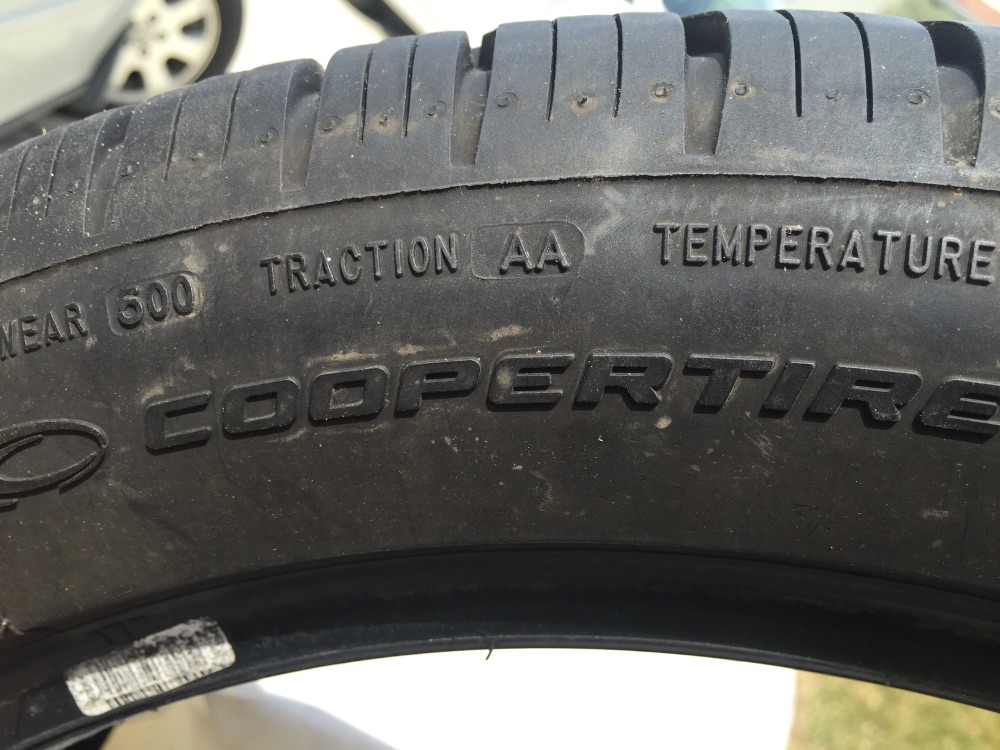 WEAR 500 TRACTION AA TEMPERATURE
COOPERTIRE